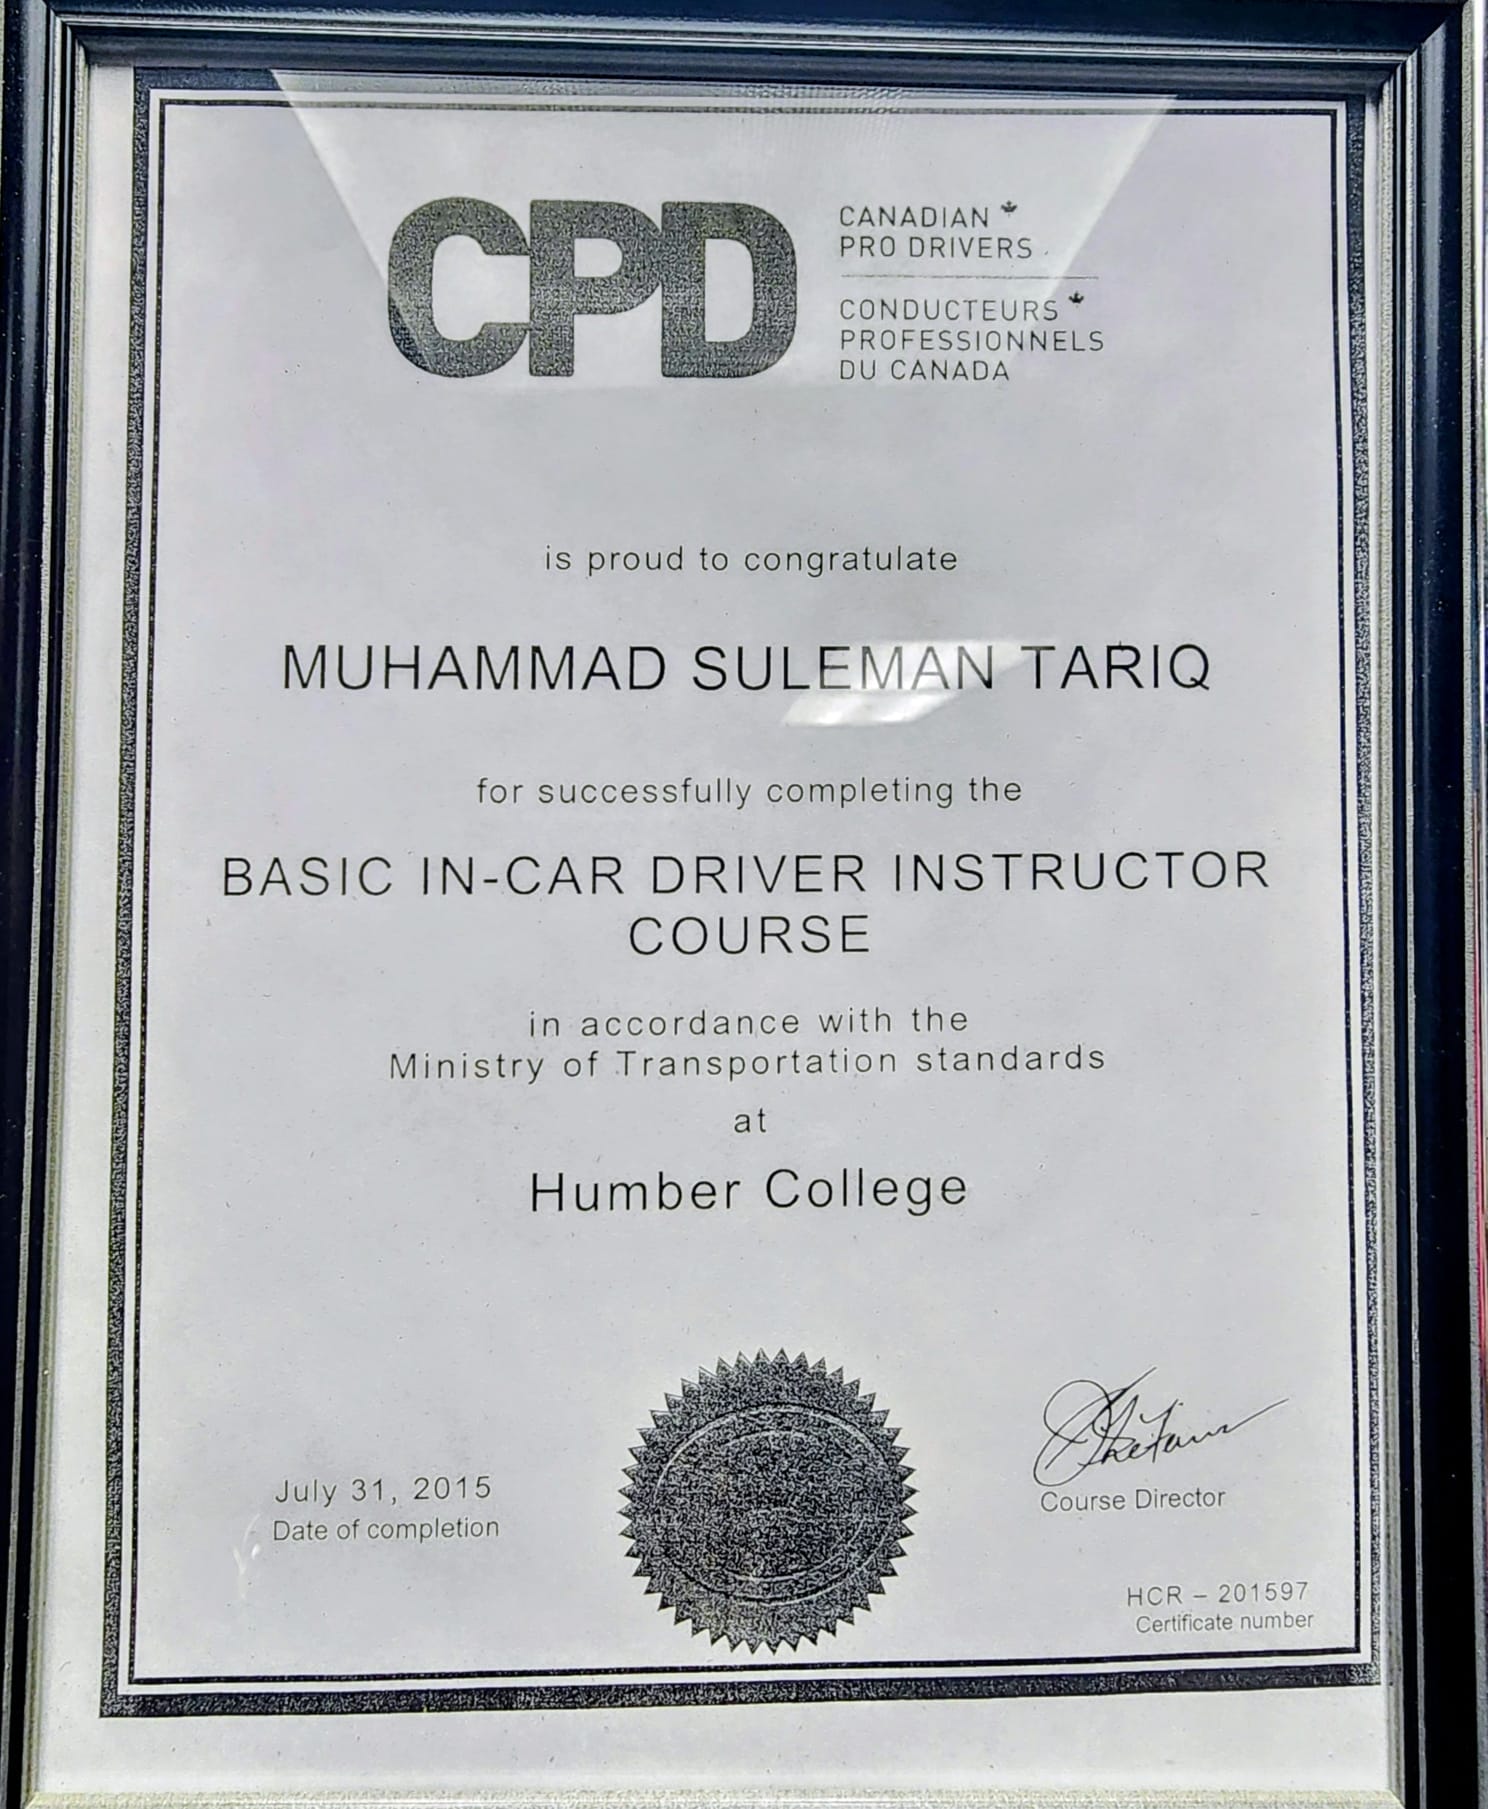 CPD
CANADIAN
PRO DRIVERS
CONDUCTEURS
PROFESSIONNELS
DU CANADA
is proud to congratulate
MUHAMMAD SULEMAN TARIQ
for successfully completing the
BASIC IN-CAR DRIVER INSTRUCTOR
COURSE
in accordance with the
Ministry of Transportation standards
at
Humber College
July 31, 2015
Date of completion
Course Director
HCR – 201597
Certificate number